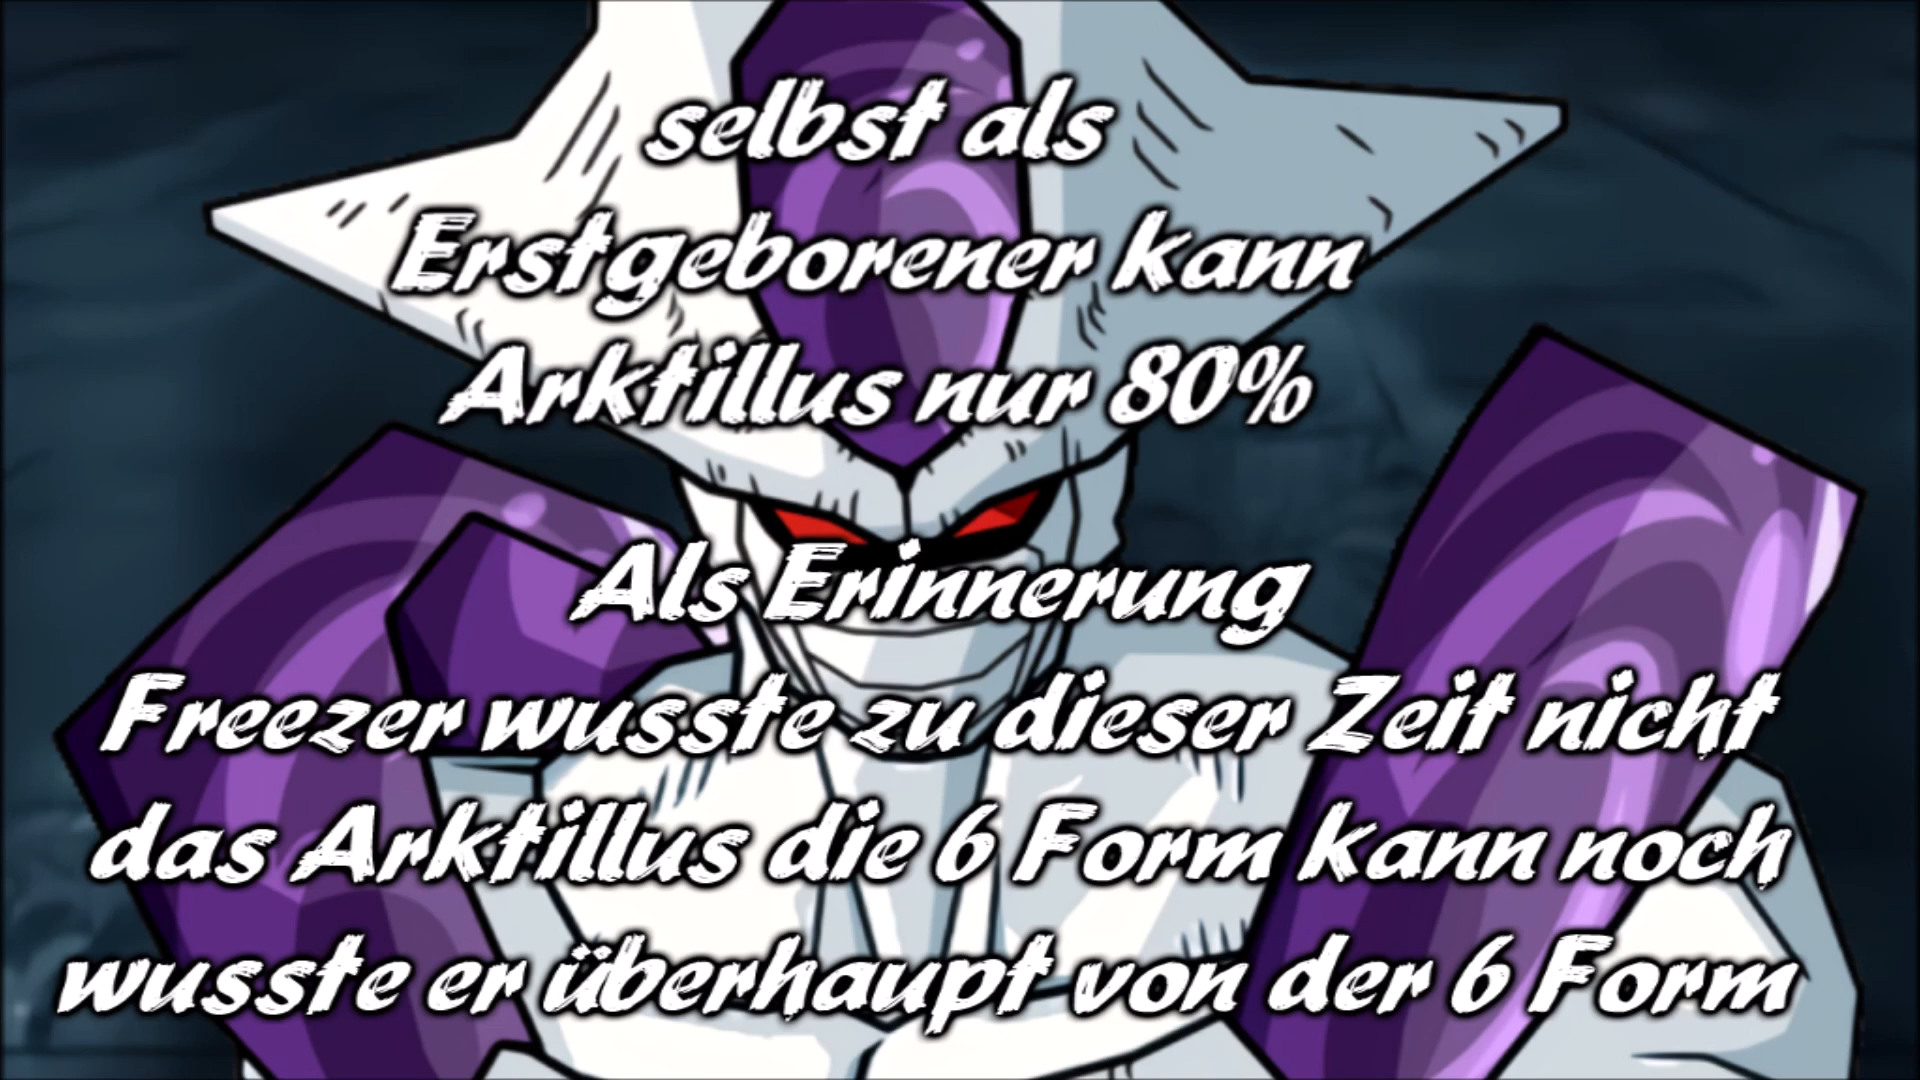 selbst als
Erstgeborener kann
Arktillus nur 80%
Als Erinnerung
Freezer wusste zu dieser Zeit nicht
das Arktillus die 6 Form kann noch
wusste er überhaupt von der 6 Form